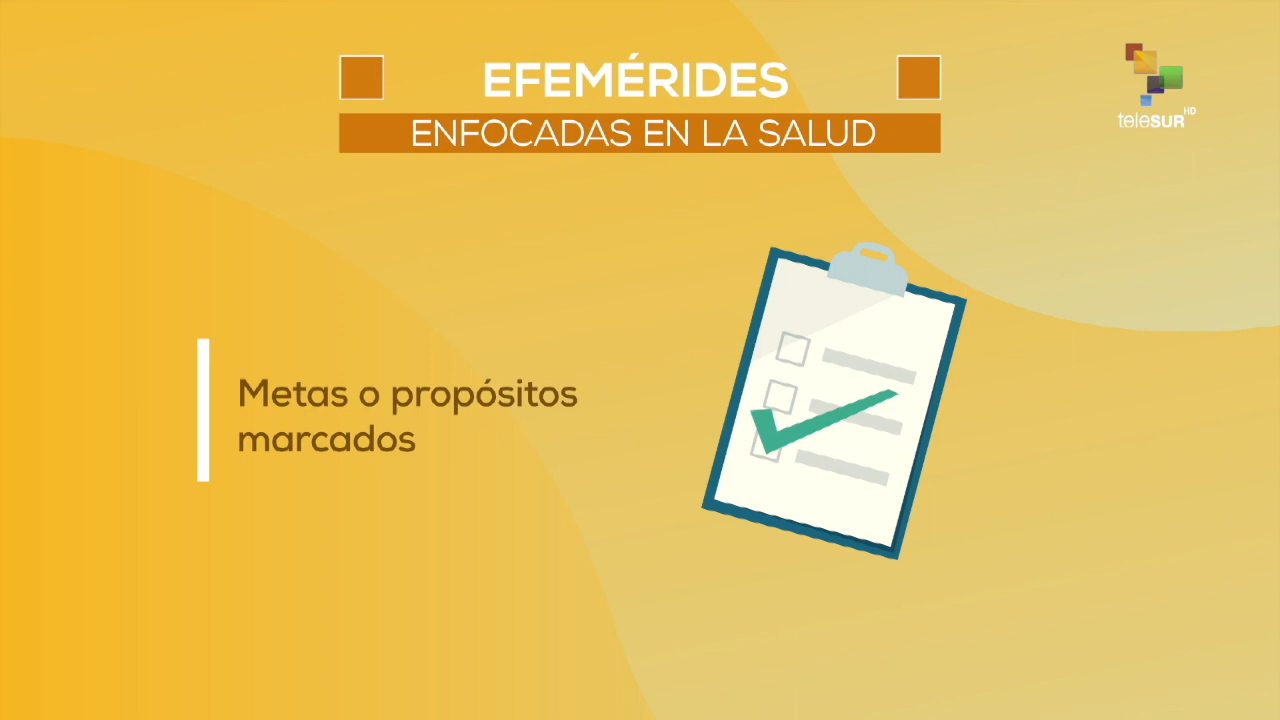 EFEMÉRIDES
ENFOCADAS EN LA SALUD
teleSUR HD
Metas o propósitos
marcados